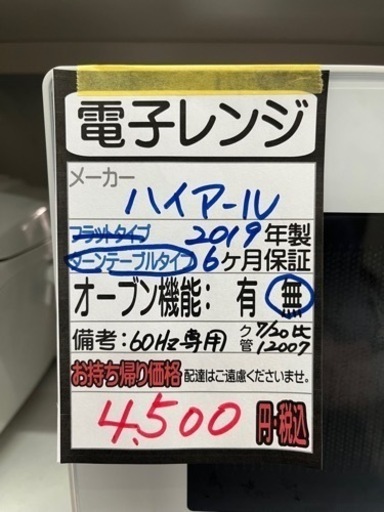 電子レンジ
メーカー
ハイアール
フラットタイプ 2019年製
ターンテーブルタイプ 6ヶ月保証
オーブン機能: 有 無
備考:60Hz専用 ク 7/20
管 12007
お持ち帰り価格 配達はご遠慮くださいませ。
4,500 円・税込